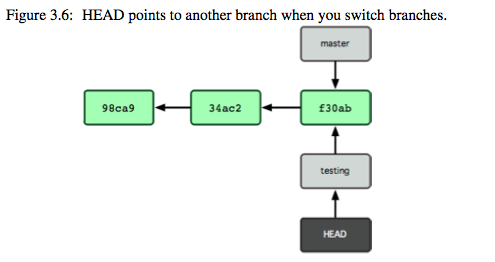 Figure 3.6: HEAD points to another branch when you switch branches.
master
98ca9 34ac2 f30ab
testing
HEAD